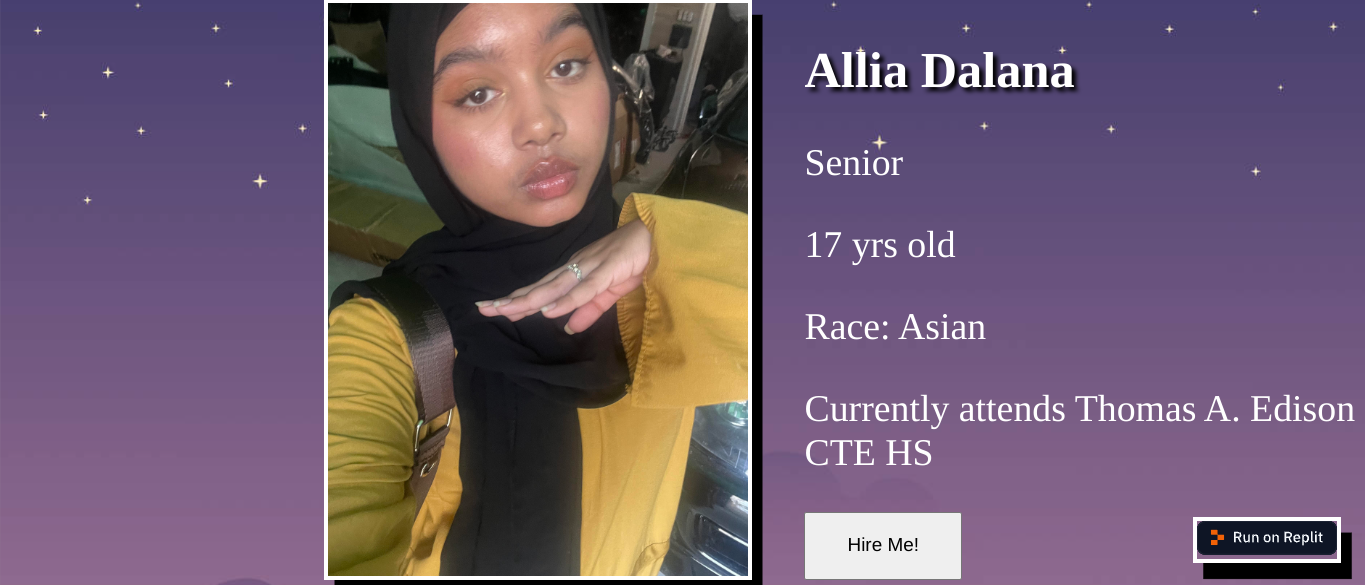 Allia Dalana
Senior
17 yrs old
Race: Asian
Currently attends Thomas A. Edison
CTE HS
Hire Me!
Run on Replit